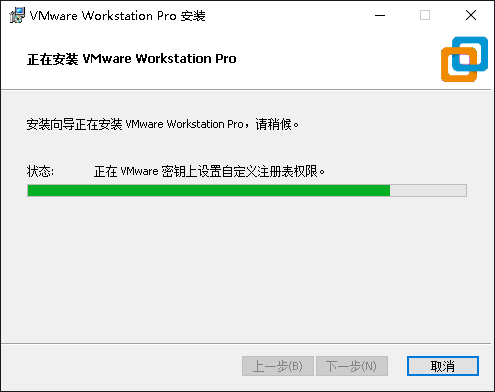 VMware Workstation Pro 安装
正在安装 VMware Workstation Pro
安装向导正在安装 VMware Workstation Pro，请稍候。
状态: 正在 VMware 密钥上设置自定义注册表权限。
上一步(B) 下一步(N) 取消